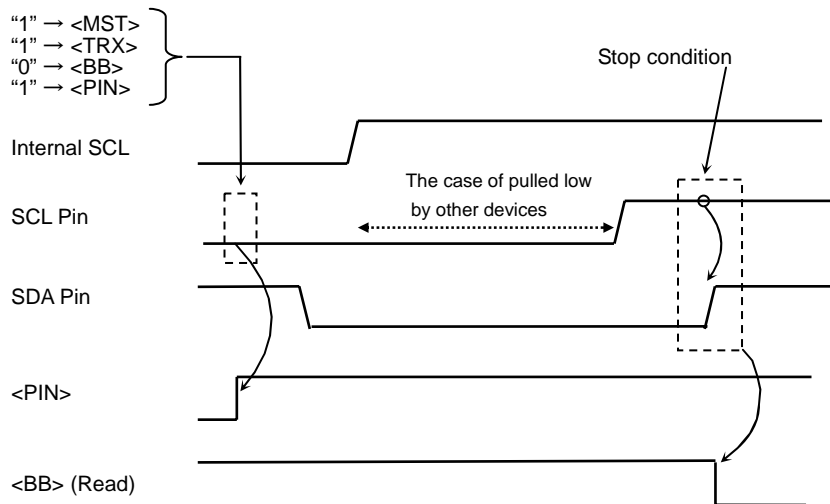 “1” → <MST>
“1” → <TRX>
“0” → <BB>
“1” → <PIN>
Stop condition
Internal SCL
The case of pulled low
by other devices
SCL Pin
SDA Pin
<PIN>
<BB> (Read)